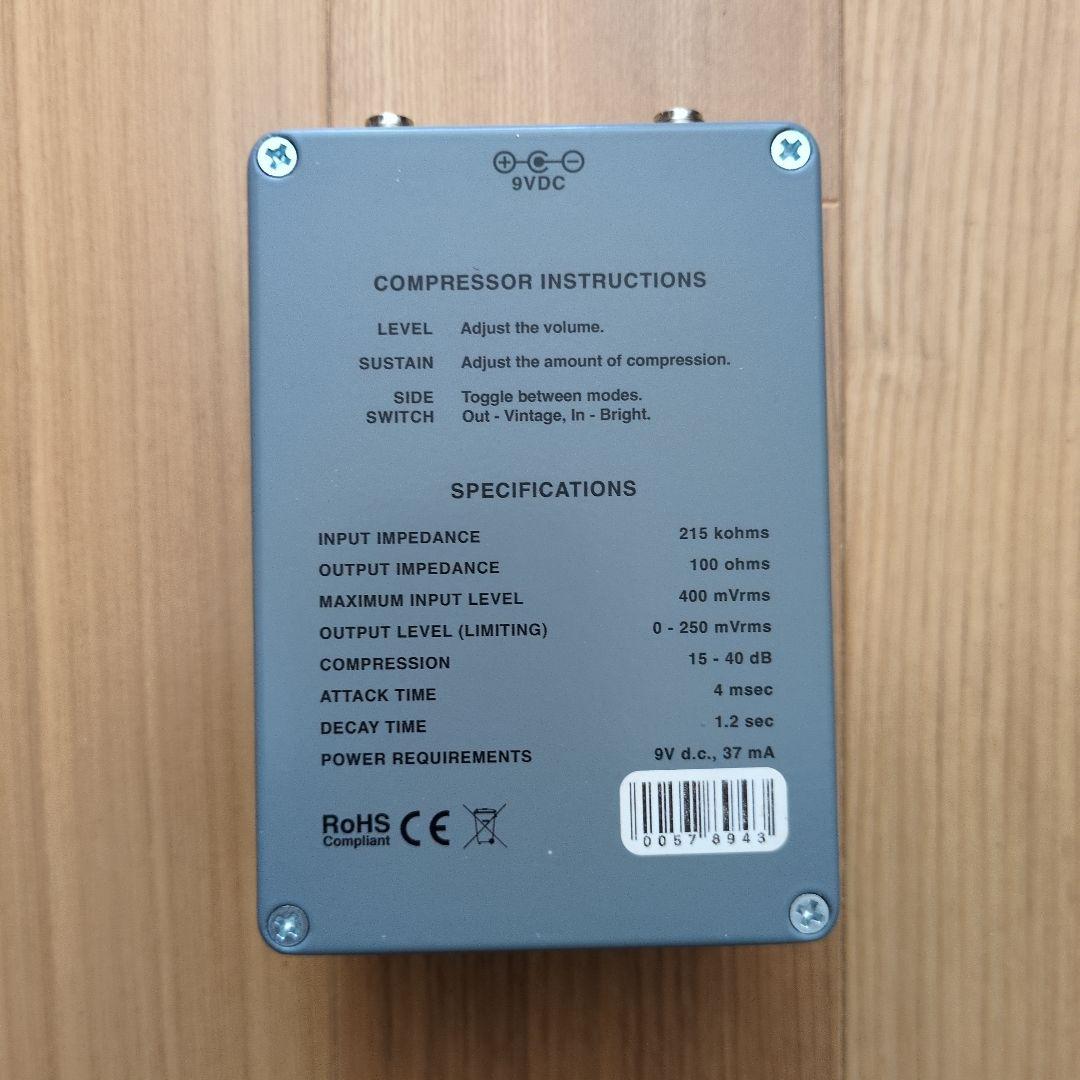 9VDC
COMPRESSOR INSTRUCTIONS
LEVEL Adjust the volume.
SUSTAIN Adjust the amount of compression.
SIDE Toggle between modes.
SWITCH Out - Vintage, In - Bright.
SPECIFICATIONS
INPUT IMPEDANCE 215 kohms
OUTPUT IMPEDANCE 100 ohms
MAXIMUM INPUT LEVEL 400 mVrms
OUTPUT LEVEL (LIMITING) 0 - 250 mVrms
COMPRESSION 15 - 40 dB
ATTACK TIME 4 msec
DECAY TIME 1.2 sec
POWER REQUIREMENTS 9V d.c., 37 mA
RoHS CE
Compliant
00578943